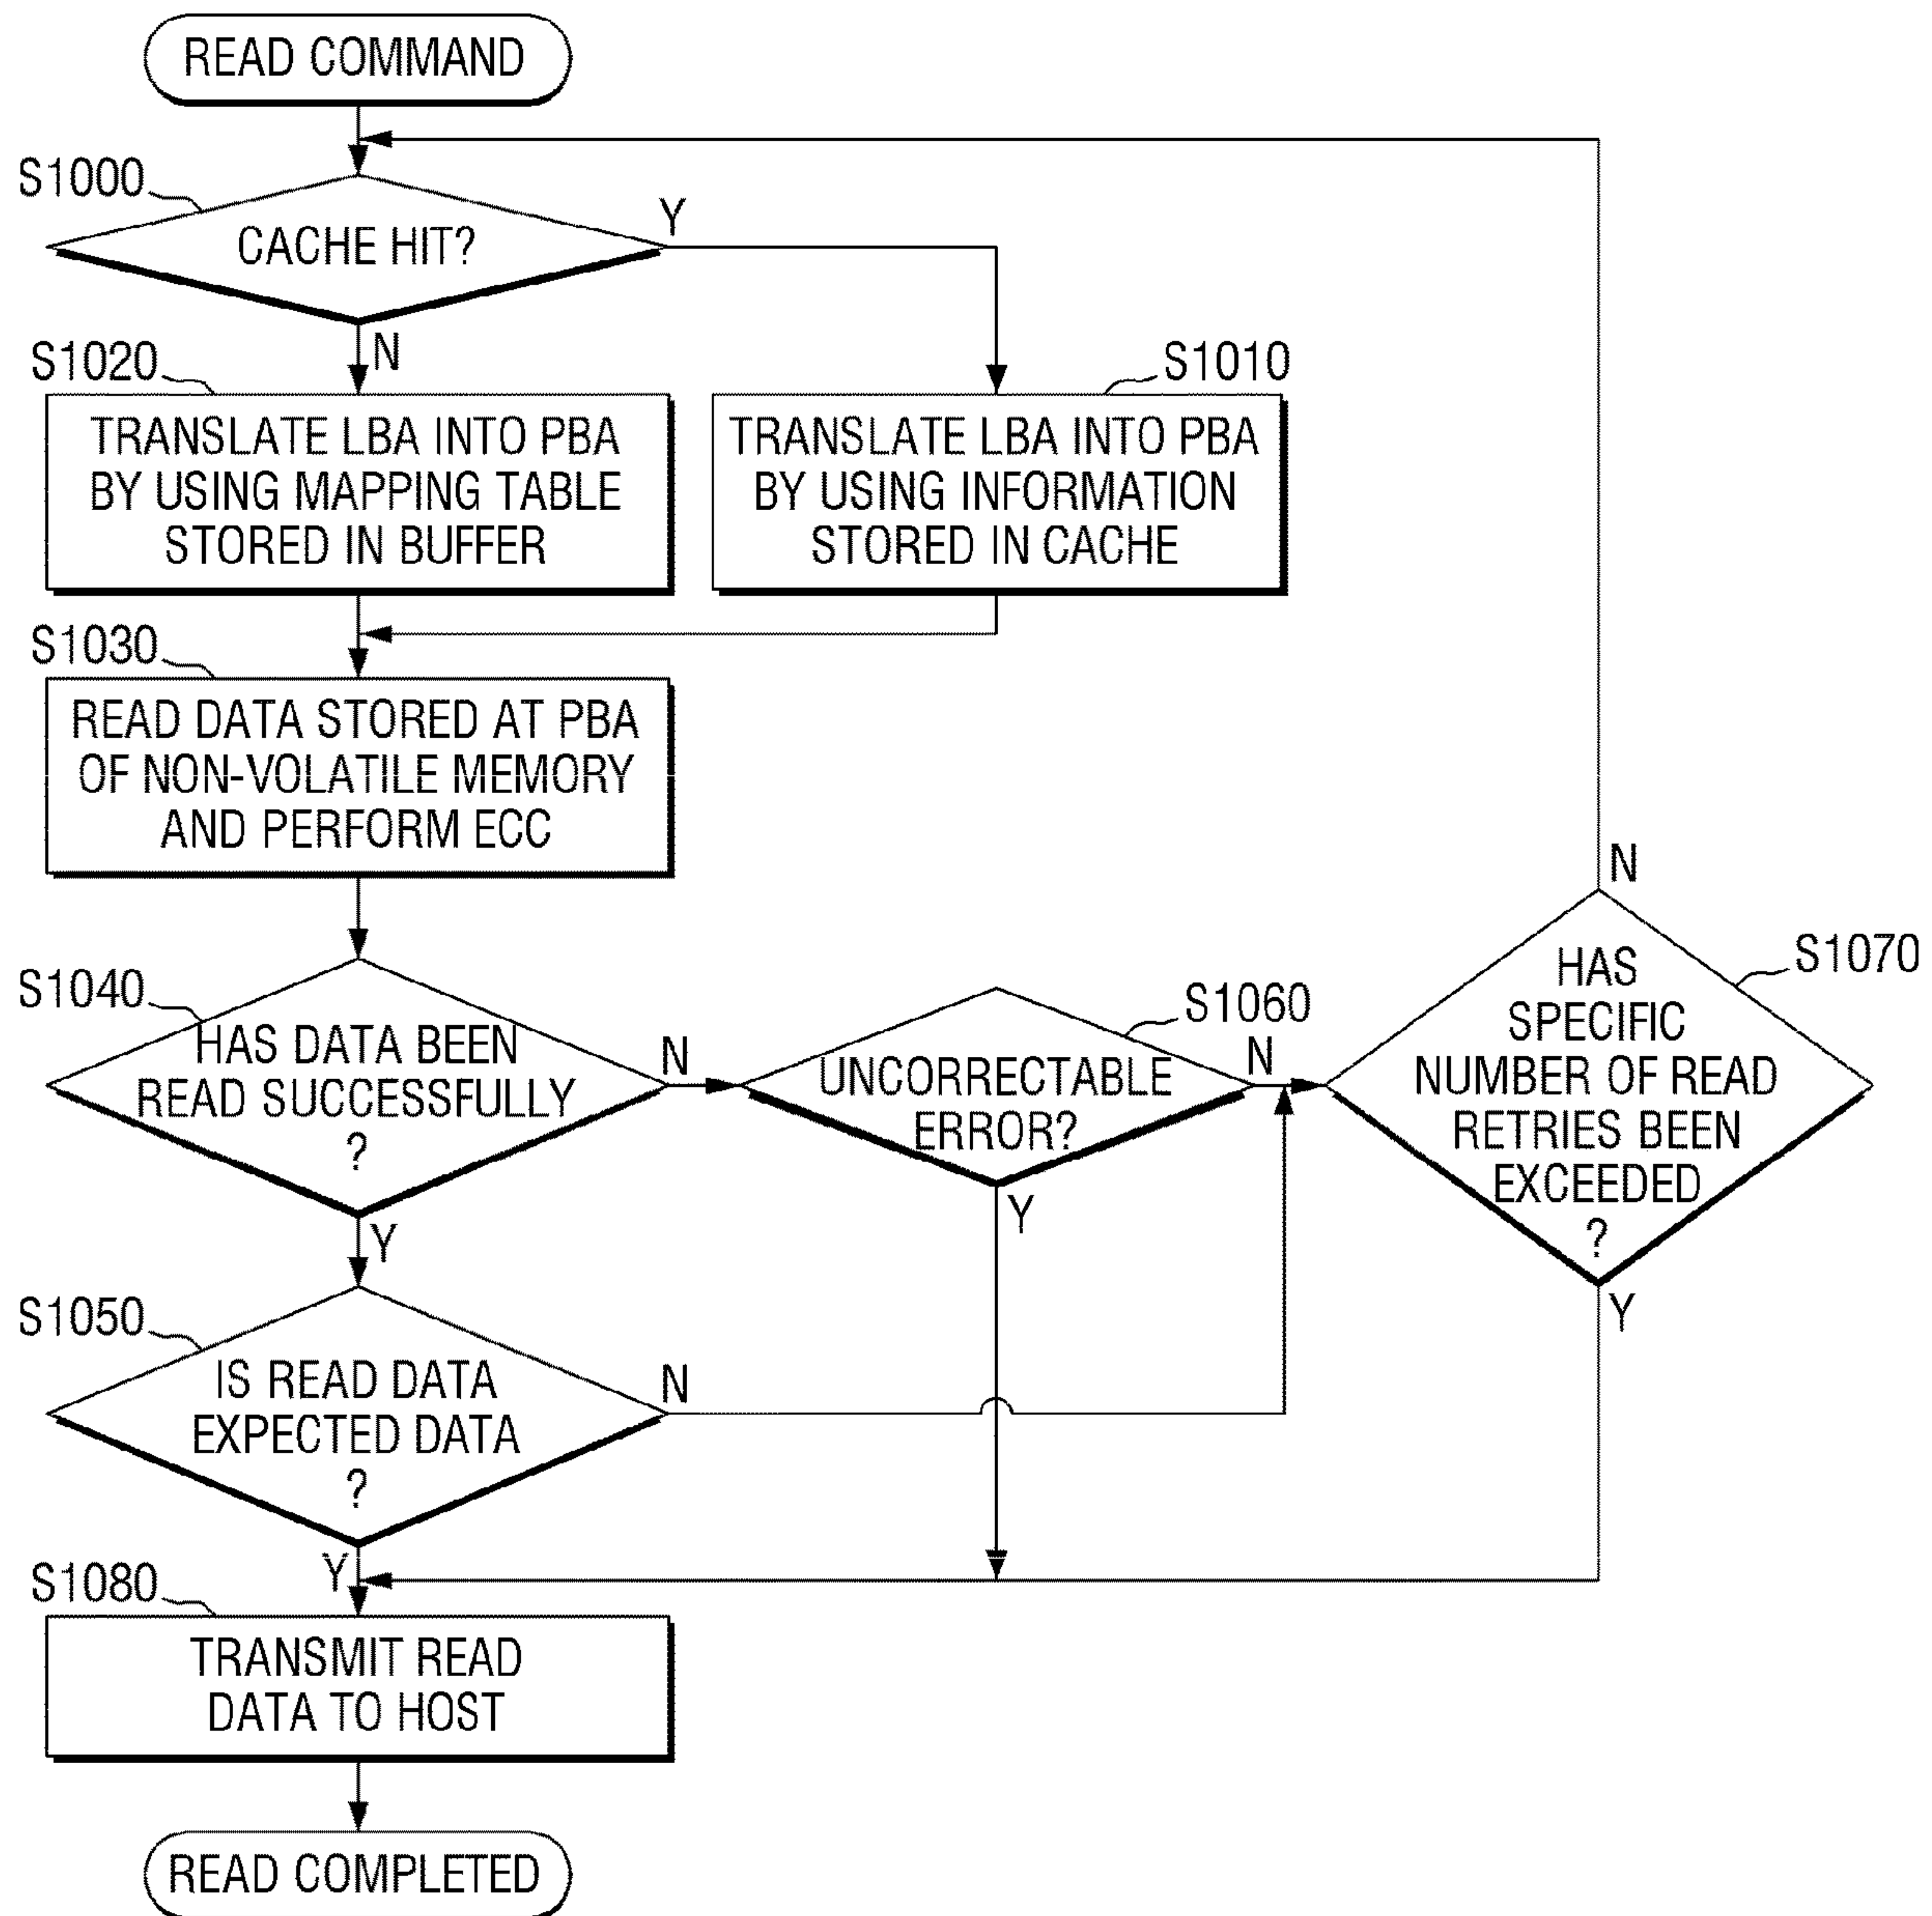 READ COMMAND
S1000
CACHE HIT?
Y
N
S1020
TRANSLATE LBA INTO PBA
BY USING MAPPING TABLE
STORED IN BUFFER
S1010
TRANSLATE LBA INTO PBA
BY USING INFORMATION
STORED IN CACHE
S1030
READ DATA STORED AT PBA
OF NON-VOLATILE MEMORY
AND PERFORM ECC
S1040
HAS DATA BEEN
READ SUCCESSFULLY
?
N
Y
S1060
UNCORRECTABLE
ERROR?
N
Y
S1070
HAS
SPECIFIC
NUMBER OF READ
RETRIES BEEN
EXCEEDED
?
N
Y
S1050
IS READ DATA
EXPECTED DATA
?
N
Y
S1080
TRANSMIT READ
DATA TO HOST
READ COMPLETED